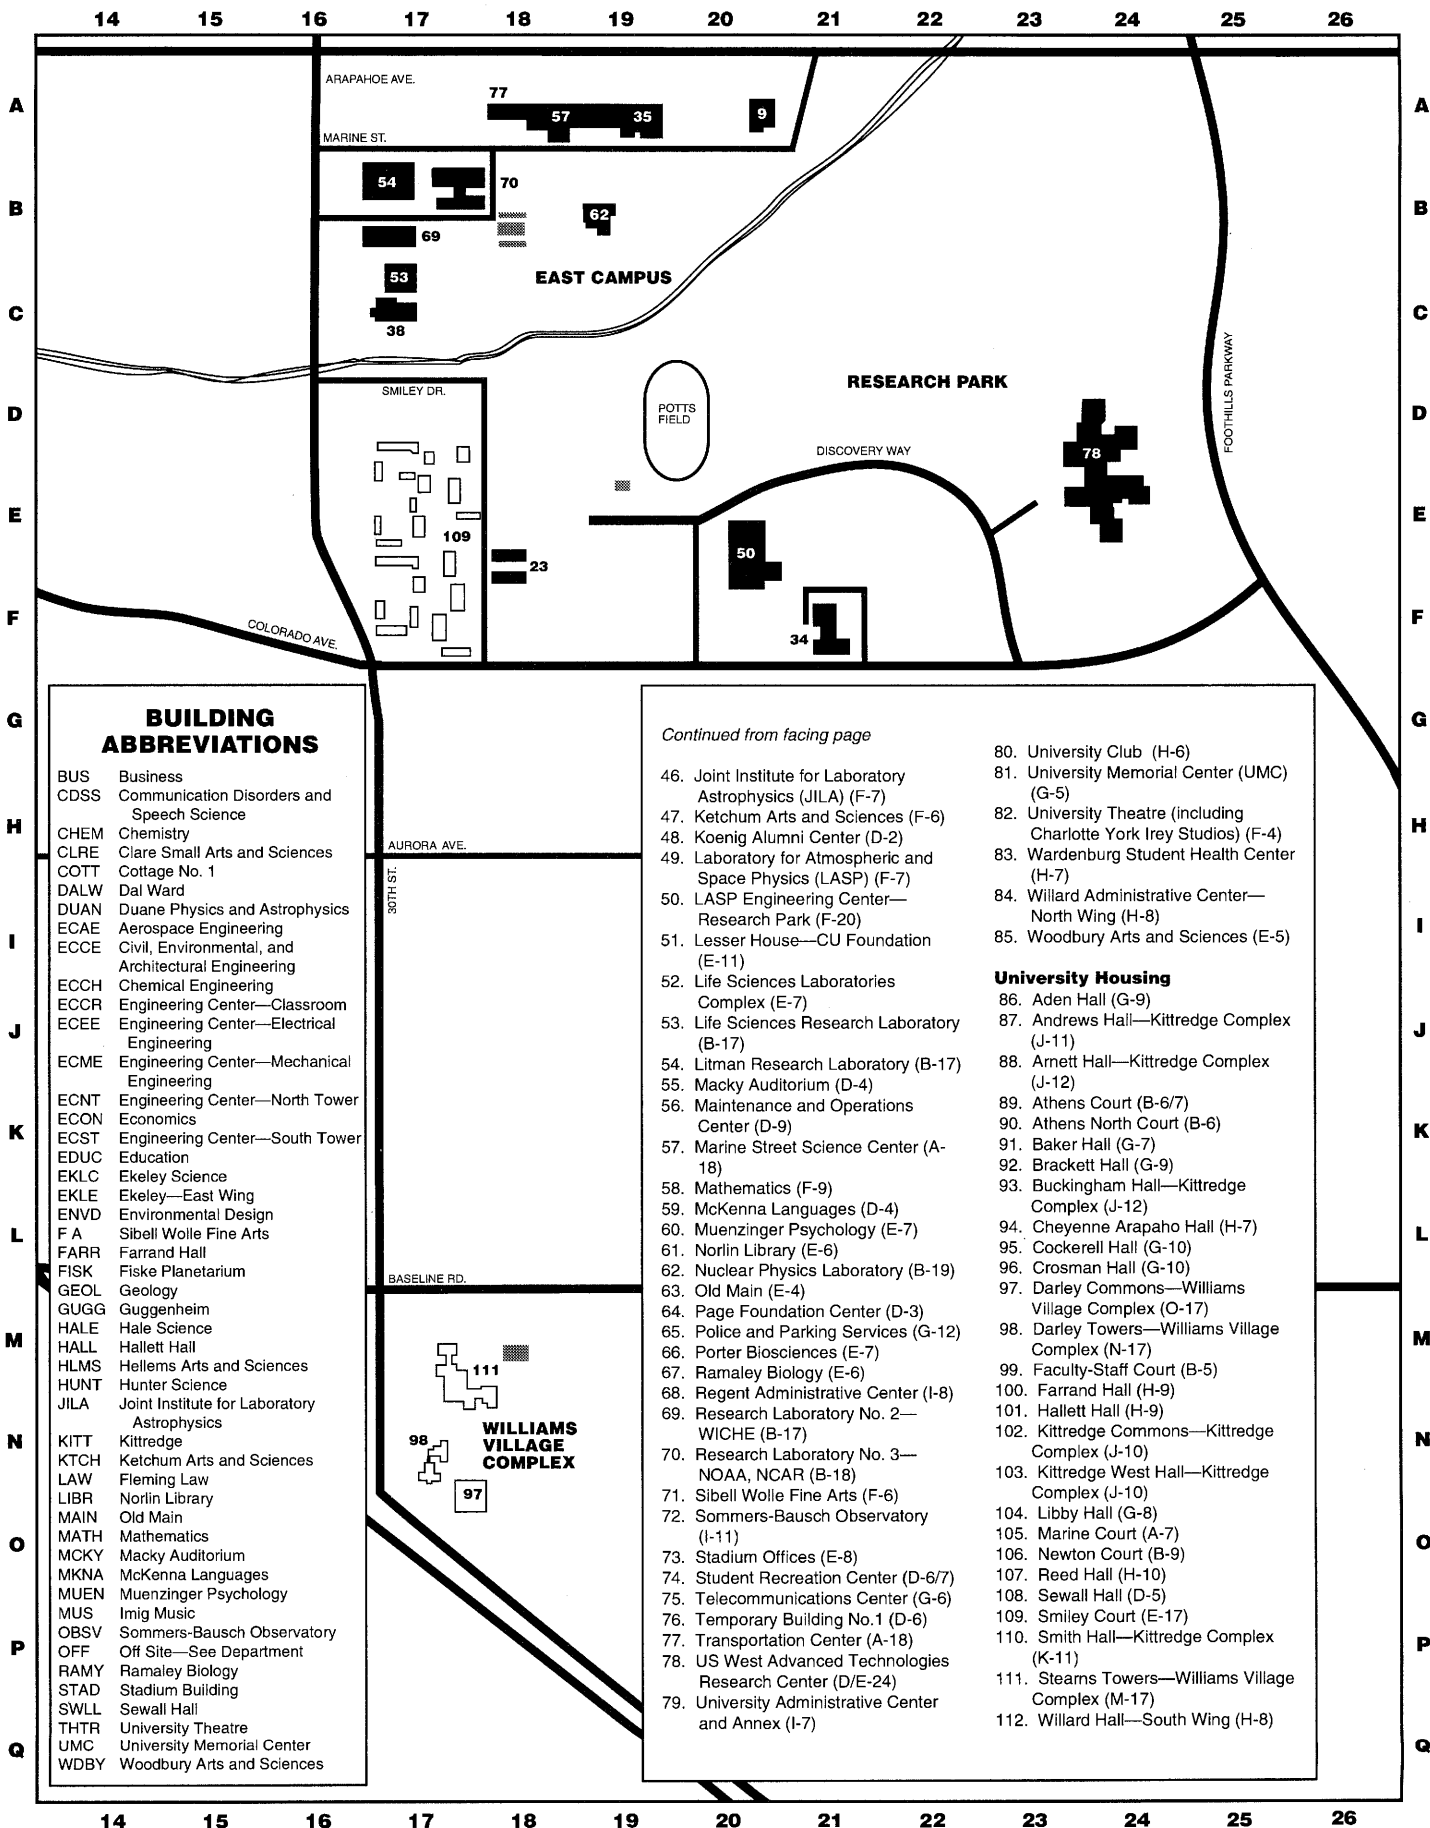 14 15 16 17 18 19 20 21 22 23 24 25 26
ARAPAHOE AVE.
77
A
57
35
9
A
MARINE ST.
54
70
B
62
B
69
EAST CAMPUS
53
C
C
38
RESEARCH PARK
SMILEY DR.
FOOTHILLS PARKWAY
D
POTTS
FIELD
D
DISCOVERY WAY
78
E
E
109
50
23
F
F
COLORADO AVE.
34
G
G
BUILDING
ABBREVIATIONS
BUS Business
CDSS Communication Disorders and
Speech Science
CHEM Chemistry
CLRE Clare Small Arts and Sciences
COTT Cottage No. 1
DALW Dal Ward
DUAN Duane Physics and Astrophysics
ECAE Aerospace Engineering
ECCE Civil, Environmental, and
Architectural Engineering
ECCH Chemical Engineering
ECCR Engineering Center—Classroom
ECEE Engineering Center—Electrical
Engineering
ECME Engineering Center—Mechanical
Engineering
ECNT Engineering Center—North Tower
ECON Economics
ECST Engineering Center—South Tower
EDUC Education
EKLC Ekeley Science
EKLE Ekeley—East Wing
ENVD Environmental Design
F A Sibell Wolle Fine Arts
FARR Farrand Hall
FISK Fiske Planetarium
GEOL Geology
GUGG Guggenheim
HALE Hale Science
HALL Hallett Hall
HLMS Hellems Arts and Sciences
HUNT Hunter Science
JILA Joint Institute for Laboratory
Astrophysics
KITT Kittredge
KTCH Ketchum Arts and Sciences
LAW Fleming Law
LIBR Norlin Library
MAIN Old Main
MATH Mathematics
MCKY Macky Auditorium
MKNA McKenna Languages
MUEN Muenzinger Psychology
MUS Imig Music
OBSV Sommers-Bausch Observatory
OFF Off Site—See Department
RAMY Ramaley Biology
STAD Stadium Building
SWLL Sewall Hall
THTR University Theatre
UMC University Memorial Center
WDBY Woodbury Arts and Sciences
H
I
J
K
L
M
N
O
P
Q
AURORA AVE.
30TH ST.
BASELINE RD.
111
WILLIAMS
VILLAGE
COMPLEX
98
97
Continued from facing page
46. Joint Institute for Laboratory
Astrophysics (JILA) (F-7)
47. Ketchum Arts and Sciences (F-6)
48. Koenig Alumni Center (D-2)
49. Laboratory for Atmospheric and
Space Physics (LASP) (F-7)
50. LASP Engineering Center—
Research Park (F-20)
51. Lesser House—CU Foundation
(E-11)
52. Life Sciences Laboratories
Complex (E-7)
53. Life Sciences Research Laboratory
(B-17)
54. Litman Research Laboratory (B-17)
55. Macky Auditorium (D-4)
56. Maintenance and Operations
Center (D-9)
57. Marine Street Science Center (A-
18)
58. Mathematics (F-9)
59. McKenna Languages (D-4)
60. Muenzinger Psychology (E-7)
61. Norlin Library (E-6)
62. Nuclear Physics Laboratory (B-19)
63. Old Main (E-4)
64. Page Foundation Center (D-3)
65. Police and Parking Services (G-12)
66. Porter Biosciences (E-7)
67. Ramaley Biology (E-6)
68. Regent Administrative Center (I-8)
69. Research Laboratory No. 2—
WICHE (B-17)
70. Research Laboratory No. 3—
NOAA, NCAR (B-18)
71. Sibell Wolle Fine Arts (F-6)
72. Sommers-Bausch Observatory
(I-11)
73. Stadium Offices (E-8)
74. Student Recreation Center (D-6/7)
75. Telecommunications Center (G-6)
76. Temporary Building No.1 (D-6)
77. Transportation Center (A-18)
78. US West Advanced Technologies
Research Center (D/E-24)
79. University Administrative Center
and Annex (I-7)
80. University Club (H-6)
81. University Memorial Center (UMC)
(G-5)
82. University Theatre (including
Charlotte York Irey Studios) (F-4)
83. Wardenburg Student Health Center
(H-7)
84. Willard Administrative Center—
North Wing (H-8)
85. Woodbury Arts and Sciences (E-5)
University Housing
86. Aden Hall (G-9)
87. Andrews Hall—Kittredge Complex
(J-11)
88. Arnett Hall—Kittredge Complex
(J-12)
89. Athens Court (B-6/7)
90. Athens North Court (B-6)
91. Baker Hall (G-7)
92. Brackett Hall (G-9)
93. Buckingham Hall—Kittredge
Complex (J-12)
94. Cheyenne Arapaho Hall (H-7)
95. Cockerell Hall (G-10)
96. Crosman Hall (G-10)
97. Darley Commons—Williams
Village Complex (O-17)
98. Darley Towers—Williams Village
Complex (N-17)
99. Faculty-Staff Court (B-5)
100. Farrand Hall (H-9)
101. Hallett Hall (H-9)
102. Kittredge Commons—Kittredge
Complex (J-10)
103. Kittredge West Hall—Kittredge
Complex (J-10)
104. Libby Hall (G-8)
105. Marine Court (A-7)
106. Newton Court (B-9)
107. Reed Hall (H-10)
108. Sewall Hall (D-5)
109. Smiley Court (E-17)
110. Smith Hall—Kittredge Complex
(K-11)
111. Stearns Towers—Williams Village
Complex (M-17)
112. Willard Hall—South Wing (H-8)
H
I
J
K
L
M
N
O
P
Q
14 15 16 17 18 19 20 21 22 23 24 25 26